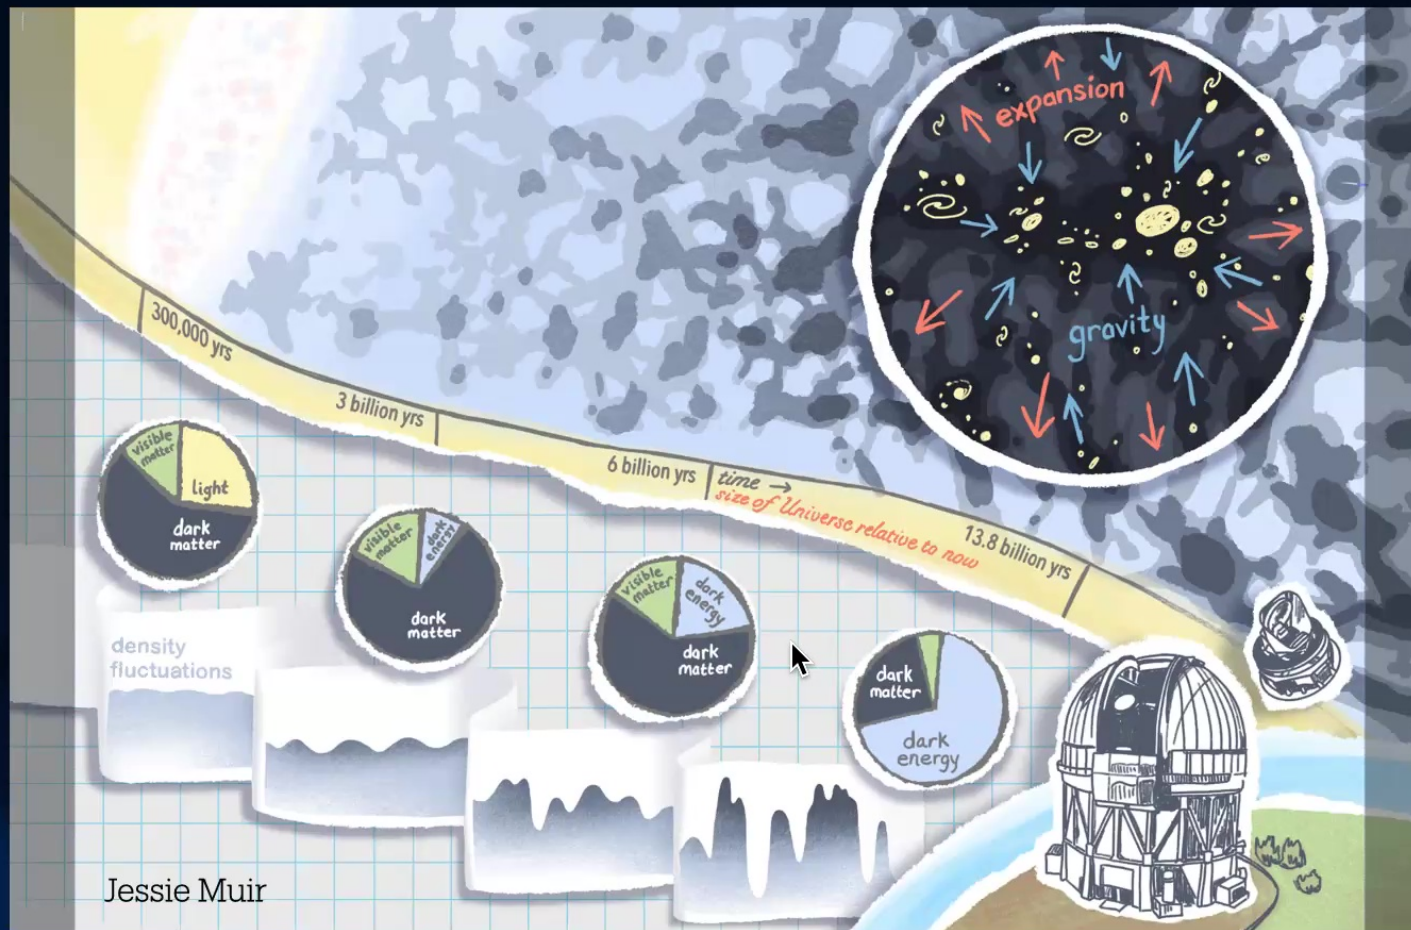 expansion
gravity
300,000 yrs
3 billion yrs
6 billion yrs
time →
size of Universe relative to now
13.8 billion yrs
visible
matter
light
dark
matter
visible
matter
dark
energy
dark
matter
visible
matter
dark
energy
dark
matter
dark
matter
dark
energy
density
fluctuations
Jessie Muir